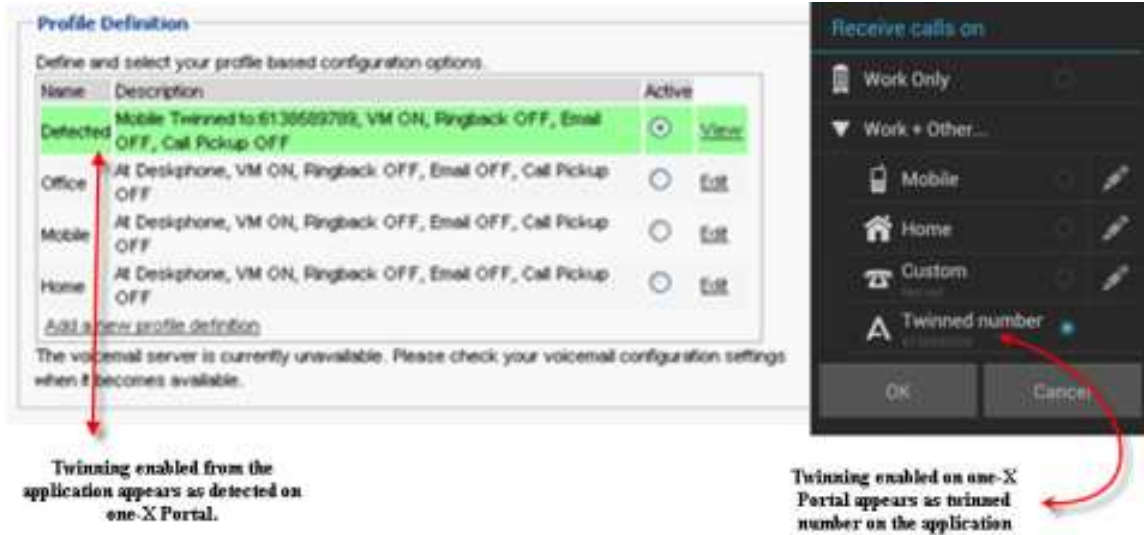 Profile Definition
Define and select your profile based configuration options.
Name Description Active
Detected Mobile Twinned to:6138589789, VM ON, Ringback OFF, Email
OFF, Call Pickup OFF
View
Office At Deskphone, VM ON, Ringback OFF, Email OFF, Call Pickup
OFF
Edit
Mobile At Deskphone, VM ON, Ringback OFF, Email OFF, Call Pickup
OFF
Edit
Home At Deskphone, VM ON, Ringback OFF, Email OFF, Call Pickup
OFF
Edit
Add a new profile definition
The voicemail server is currently unavailable. Please check your voicemail configuration settings
when it becomes available.
Receive calls on
Work Only
Work + Other...
Mobile
Home
Custom
Twinned number
OK Cancel
Twinning enabled from the
application appears as detected on
one-X Portal.
Twinning enabled on one-X
Portal appears as twinned
number on the application